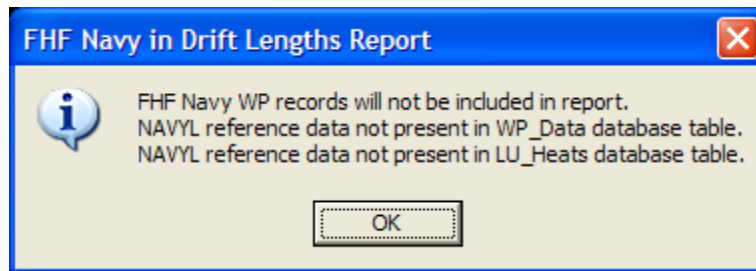 FHF Navy in Drift Lengths Report
FHF Navy WP records will not be included in report.
NAVYL reference data not present in WP_Data database table.
NAVYL reference data not present in LU_Heats database table.
OK